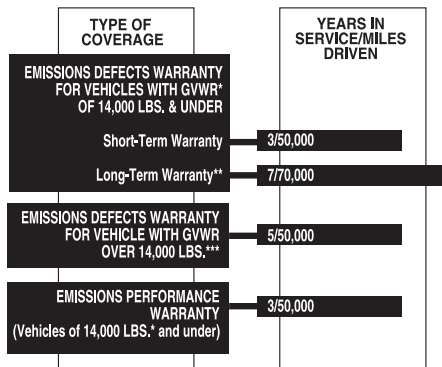 TYPE OF
COVERAGE
YEARS IN
SERVICE/MILES
DRIVEN
EMISSIONS DEFECTS WARRANTY
FOR VEHICLES WITH GVWR*
OF 14,000 LBS. & UNDER
Short-Term Warranty
3/50,000
Long-Term Warranty**
7/70,000
EMISSIONS DEFECTS WARRANTY
FOR VEHICLE WITH GVWR
OVER 14,000 LBS.***
5/50,000
EMISSIONS PERFORMANCE
WARRANTY
(Vehicles of 14,000 LBS.* and under)
3/50,000